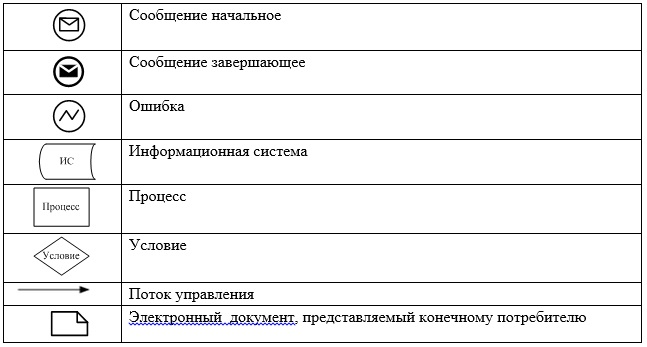 Сообщение начальное
Сообщение завершающее
Ошибка
ИС
Информационная система
Процесс
Процесс
Условие
Условие
Поток управления
Электронный документ, представляемый конечному потребителю